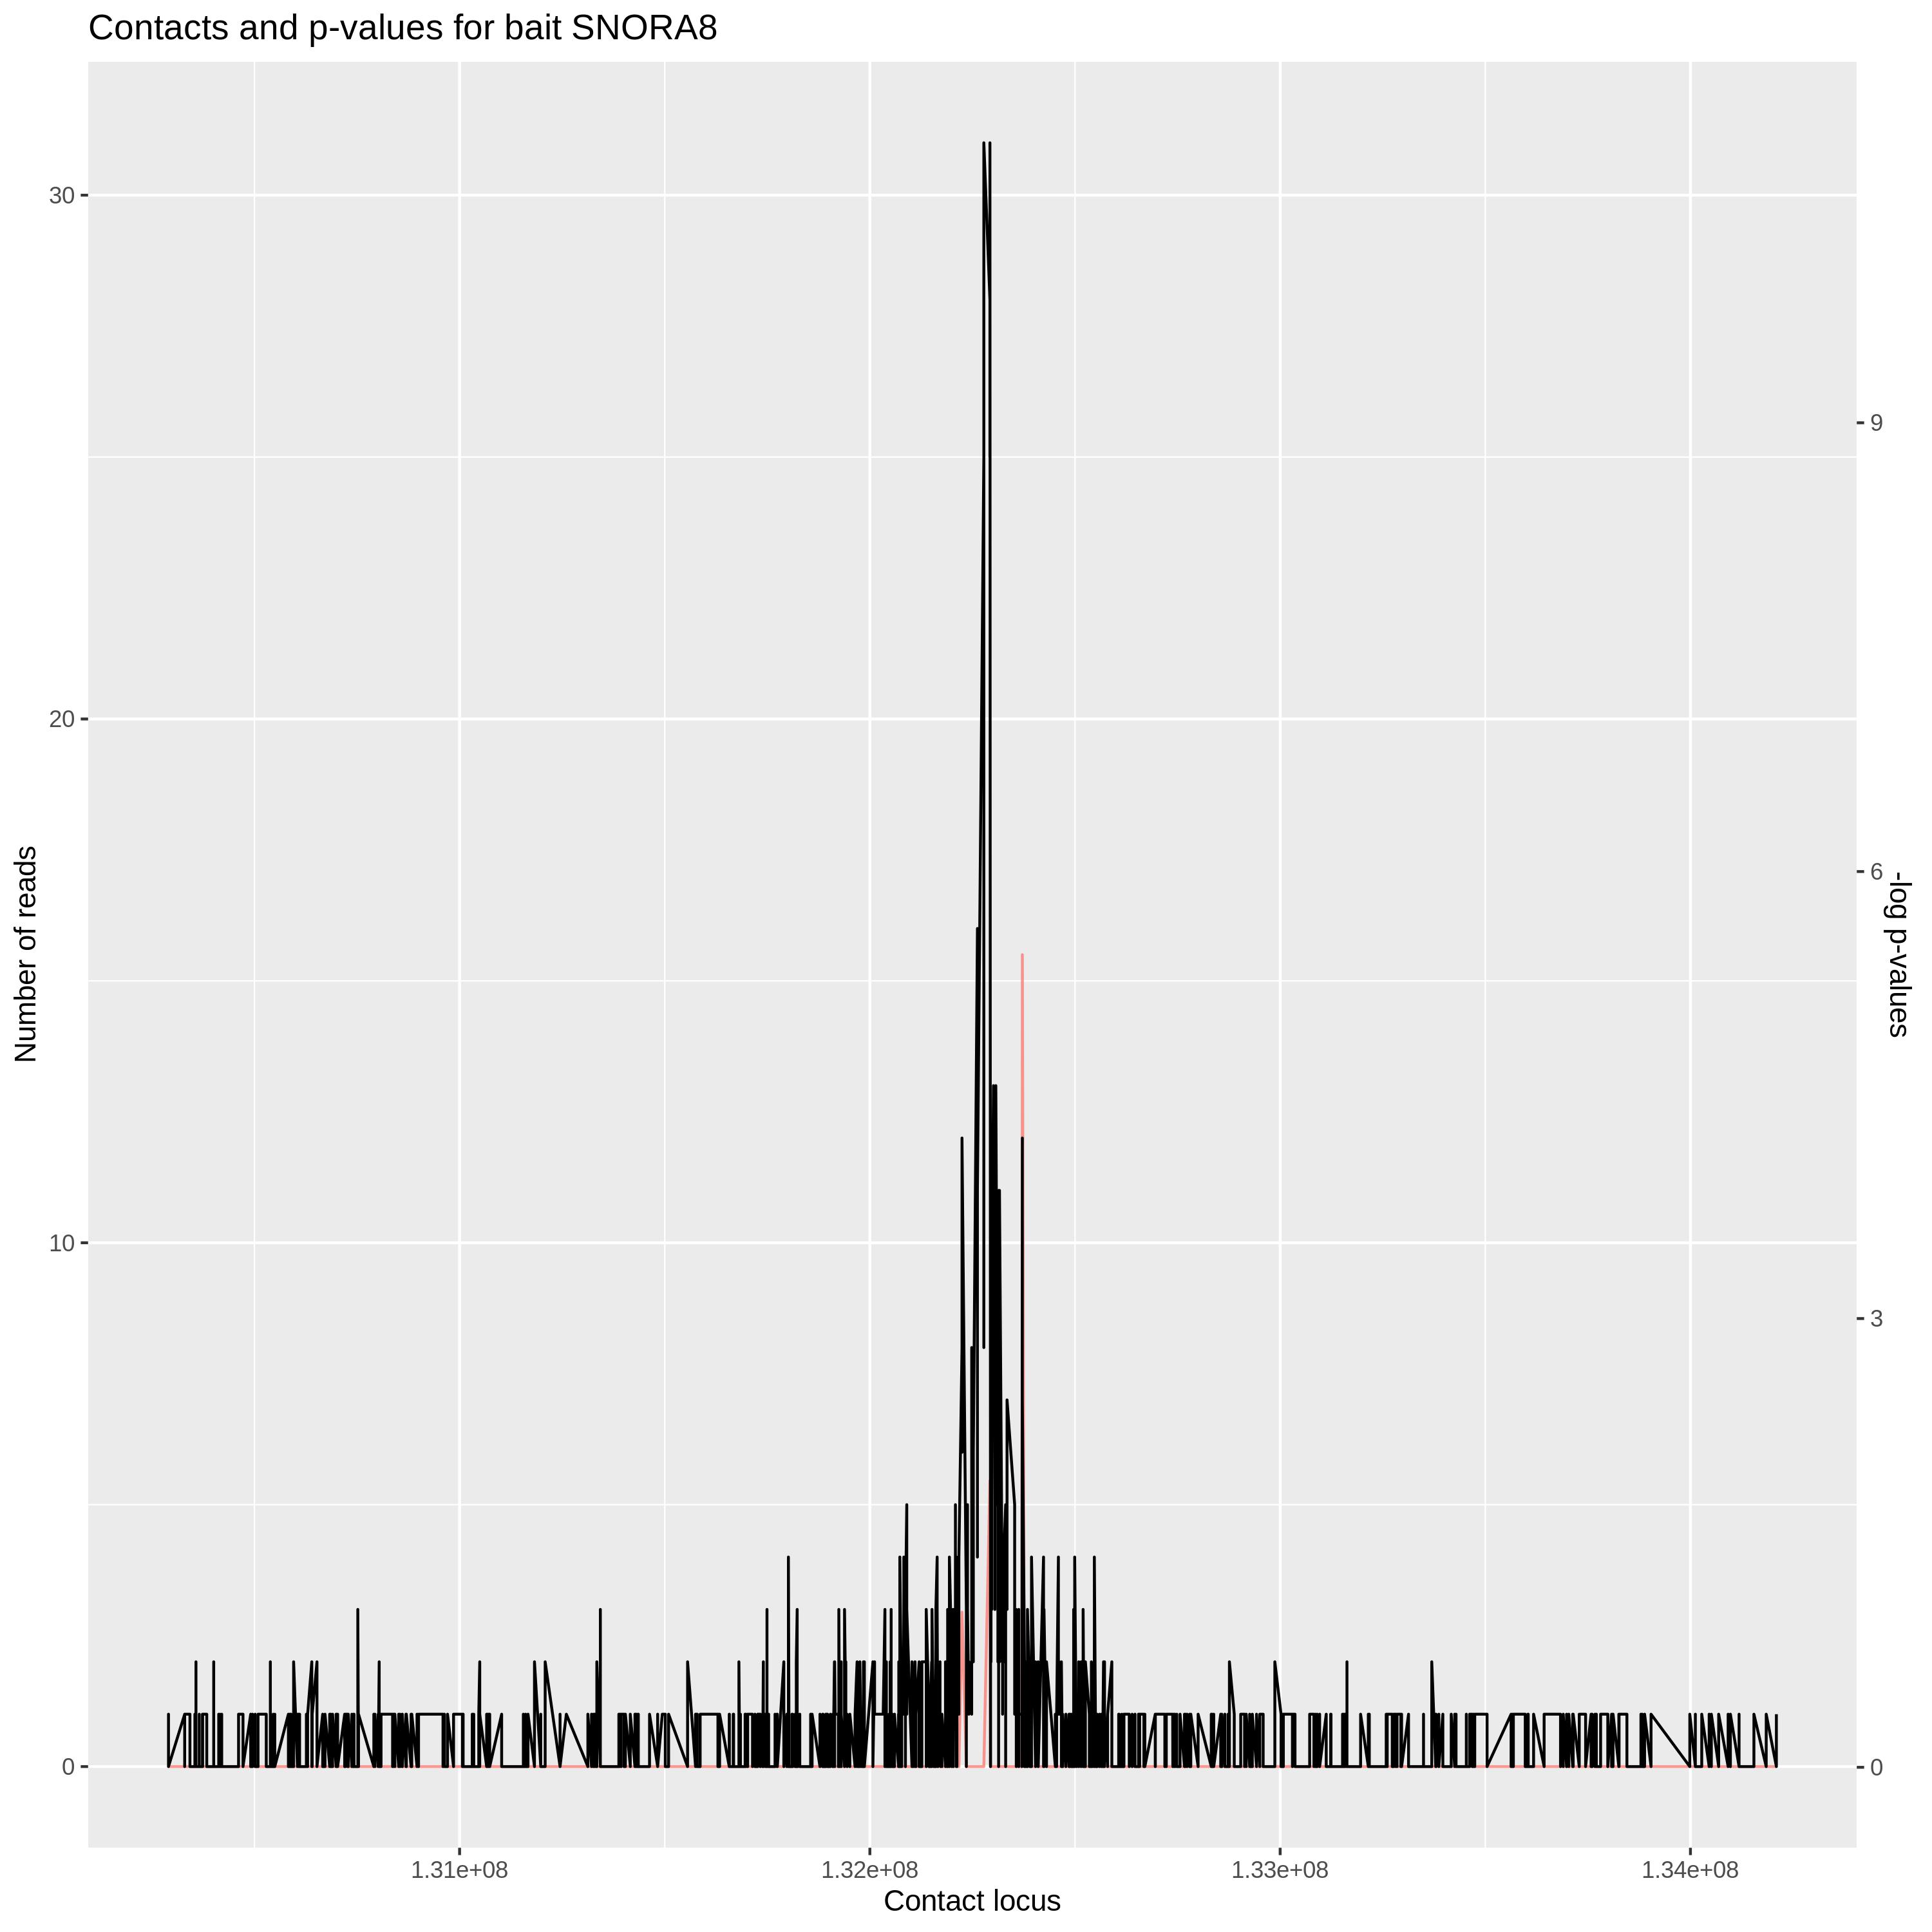 Contacts and p-values for bait SNORA8
30
20
10
0
Number of reads
9
6
3
0
-log p-values
1.31e+08 1.32e+08 1.33e+08 1.34e+08
Contact locus